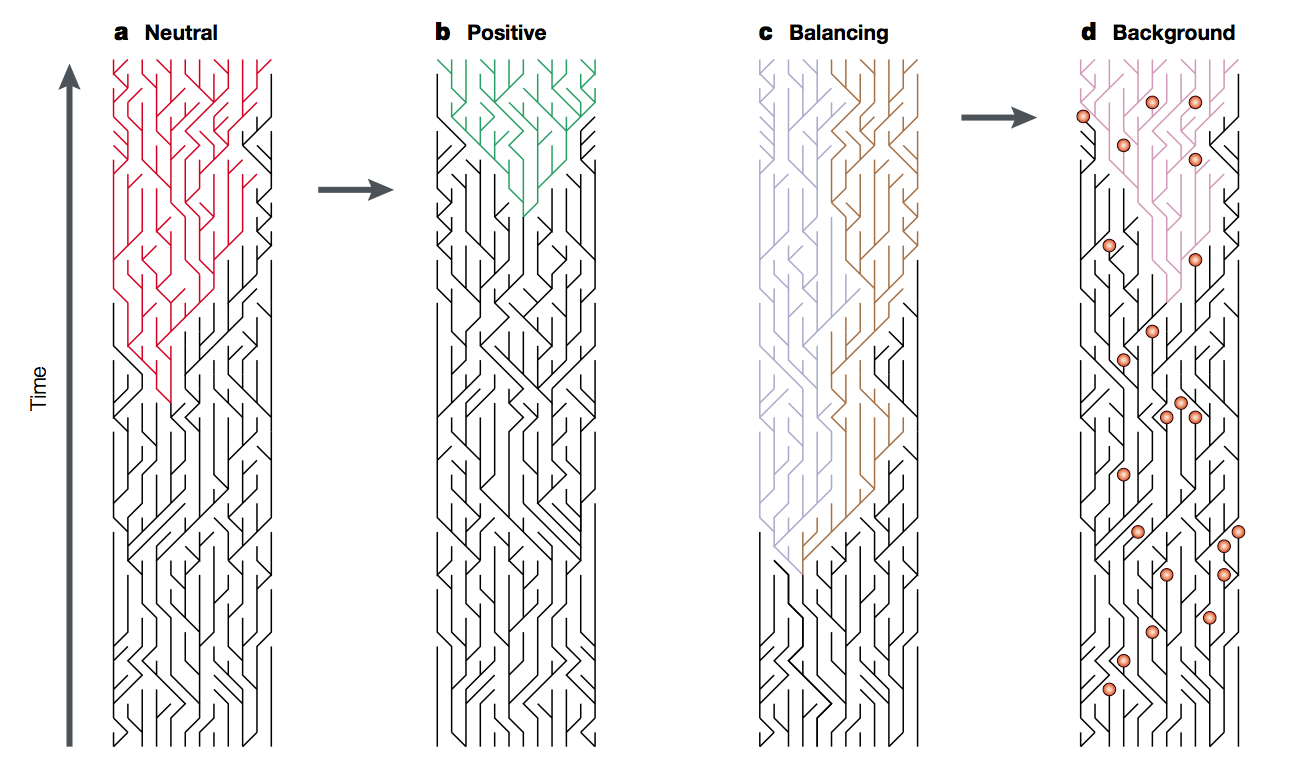 a Neutral
b Positive
c Balancing
d Background
Time